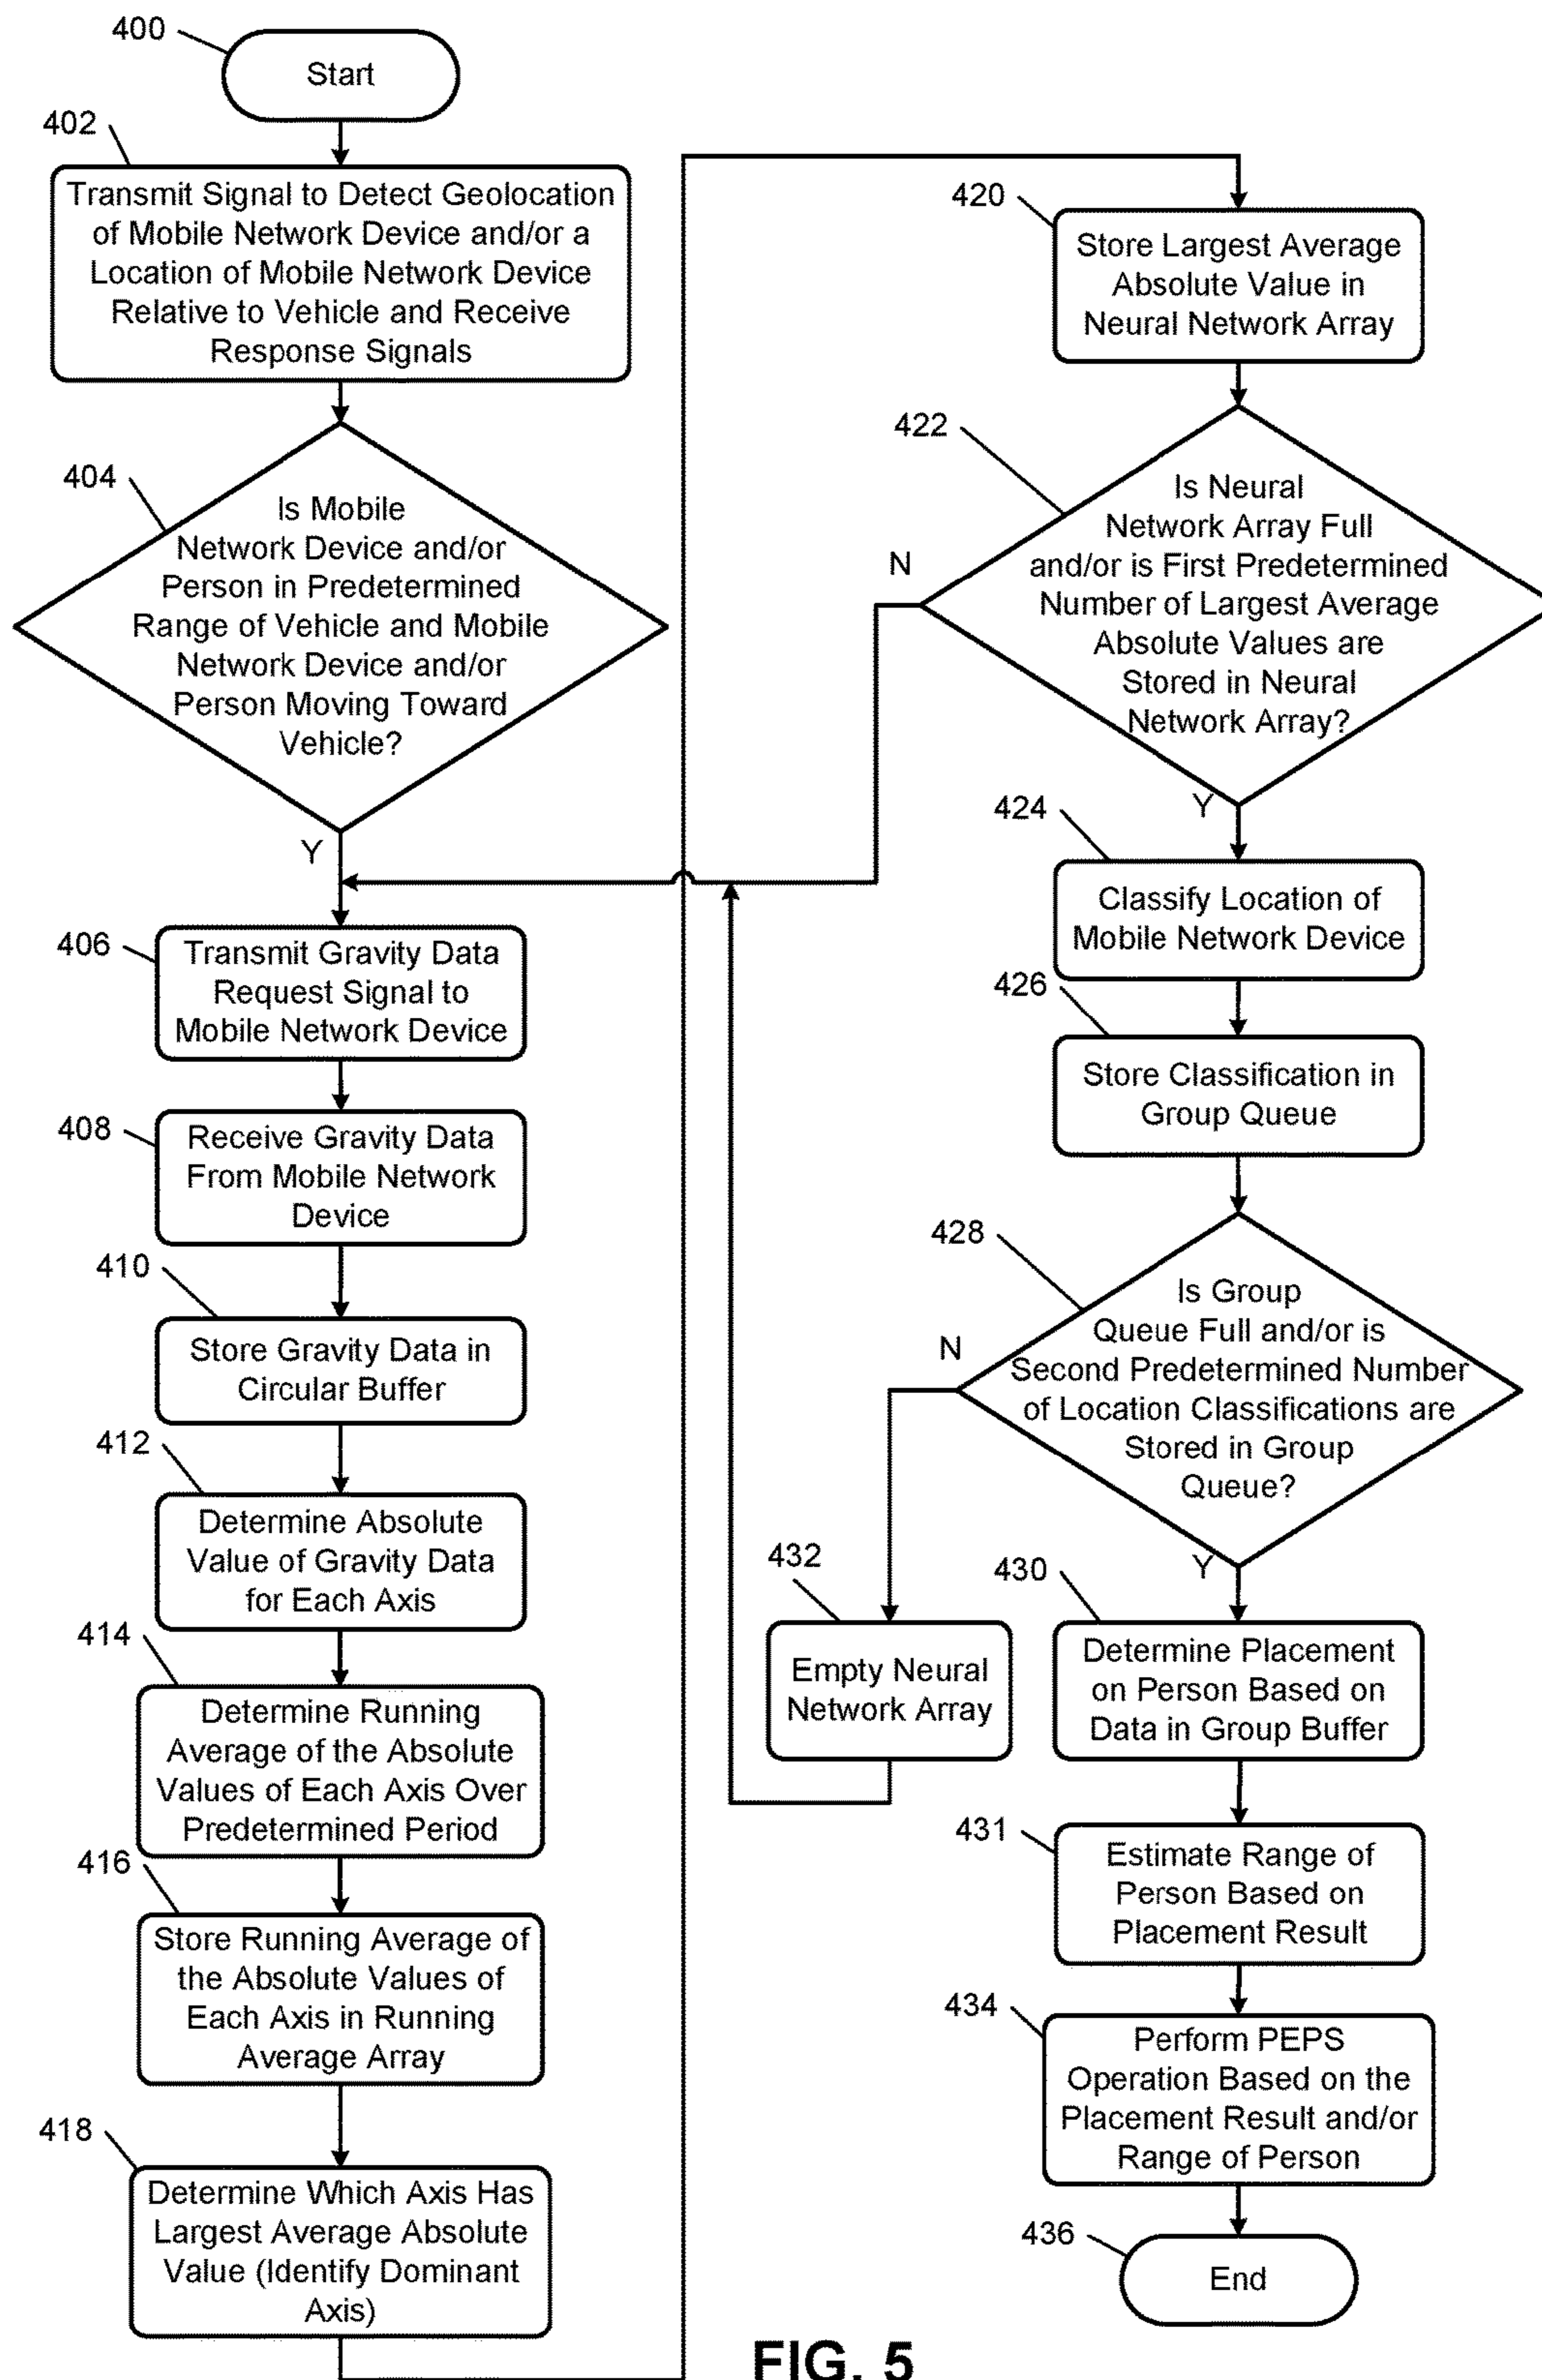 400
Start
402
Transmit Signal to Detect Geolocation
of Mobile Network Device and/or a
Location of Mobile Network Device
Relative to Vehicle and Receive
Response Signals
404
Is Mobile
Network Device and/or
Person in Predetermined
Range of Vehicle and Mobile
Network Device and/or
Person Moving Toward
Vehicle?
Y
406
Transmit Gravity Data
Request Signal to
Mobile Network Device
408
Receive Gravity Data
From Mobile Network
Device
410
Store Gravity Data in
Circular Buffer
412
Determine Absolute
Value of Gravity Data
for Each Axis
414
Determine Running
Average of the Absolute
Values of Each Axis Over
Predetermined Period
416
Store Running Average of
the Absolute Values of
Each Axis in Running
Average Array
418
Determine Which Axis Has
Largest Average Absolute
Value (Identify Dominant
Axis)
420
Store Largest Average
Absolute Value in
Neural Network Array
422
Is Neural
Network Array Full
and/or is First Predetermined
Number of Largest Average
Absolute Values are
Stored in Neural
Network Array?
N
Y
424
Classify Location of
Mobile Network Device
426
Store Classification in
Group Queue
428
Is Group
Queue Full and/or is
Second Predetermined Number
of Location Classifications are
Stored in Group
Queue?
N
Y
432
Empty Neural
Network Array
430
Determine Placement
on Person Based on
Data in Group Buffer
431
Estimate Range of
Person Based on
Placement Result
434
Perform PEPS
Operation Based on the
Placement Result and/or
Range of Person
436
End
FIG. 5